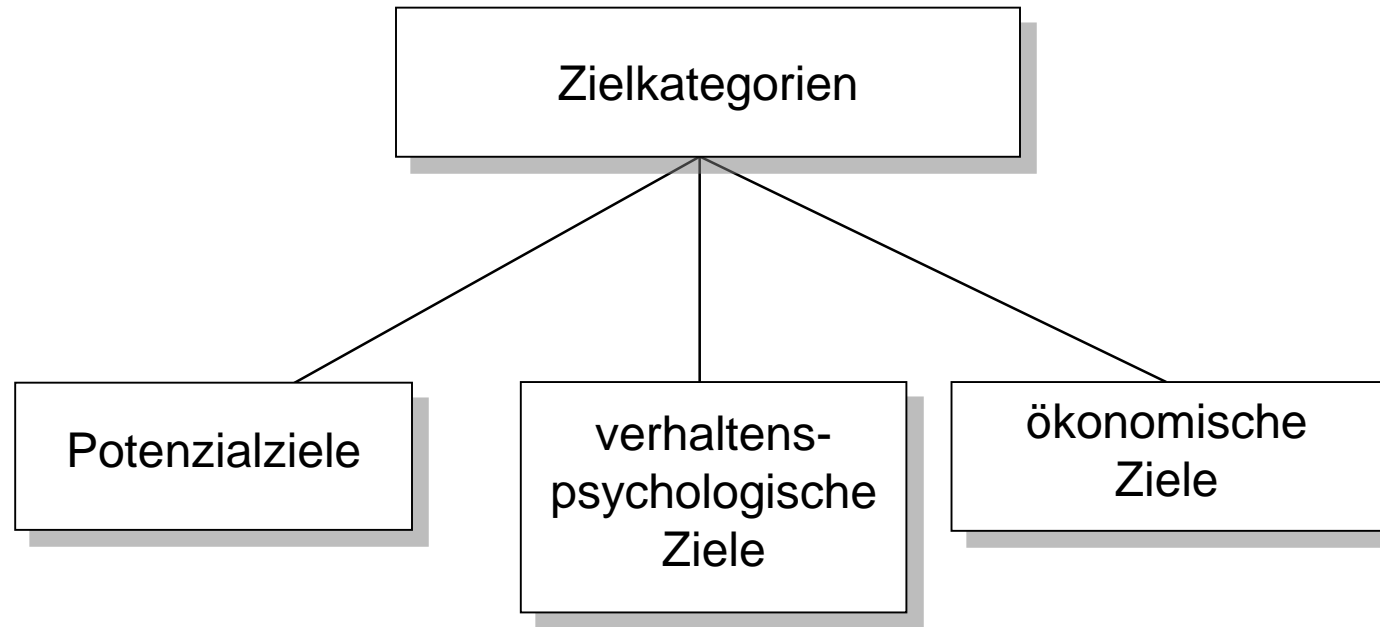 Zielkategorien
Potenzialziele
verhaltens-
psychologische
Ziele
ökonomische
Ziele